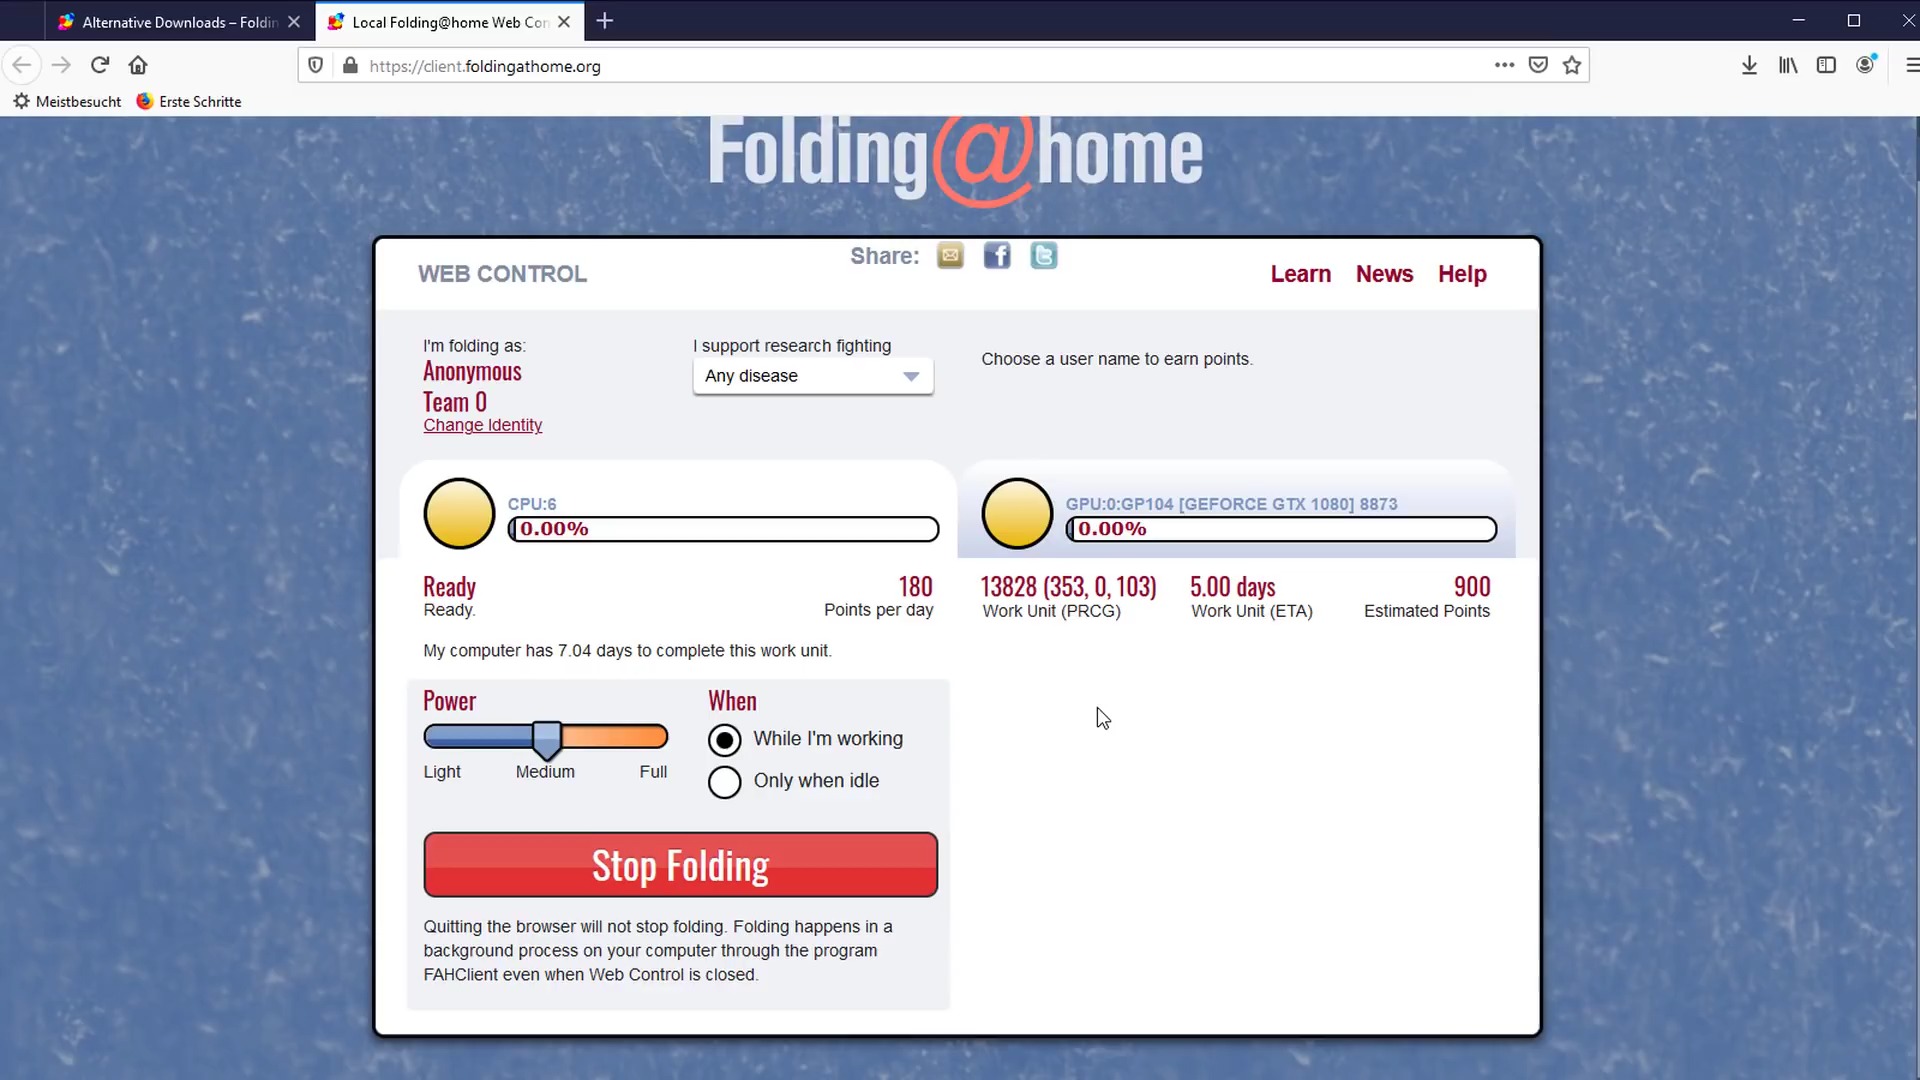 Alternative Downloads – Foldin
Local Folding@home Web Con
https://client.foldingathome.org
Meistbesucht
Erste Schritte
Folding@home
WEB CONTROL
Share:
Learn News Help
I'm folding as:
Anonymous
Team 0
Change Identity
I support research fighting
Any disease
Choose a user name to earn points.
CPU:6
0.00%
GPU:0:GP104 [GEFORCE GTX 1080] 8873
0.00%
Ready
Ready.
180
Points per day
13828 (353, 0, 103)
Work Unit (PRCG)
5.00 days
Work Unit (ETA)
900
Estimated Points
My computer has 7.04 days to complete this work unit.
Power
Light Medium Full
When
While I'm working
Only when idle
Stop Folding
Quitting the browser will not stop folding. Folding happens in a
background process on your computer through the program
FAHClient even when Web Control is closed.